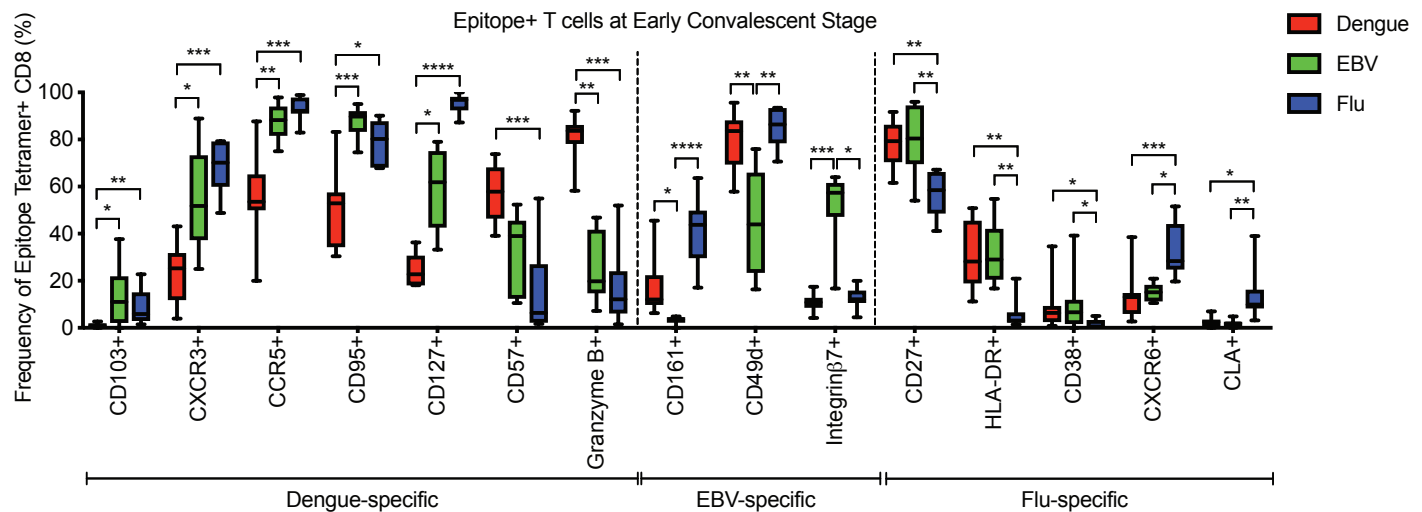 Epitope+ T cells at Early Convalescent Stage
Dengue
EBV
Flu
Frequency of Epitope Tetramer+ CD8 (%)
100
80
60
40
20
0
** *
*** *
*** **
* ***
**** *
***
*** **
**** *
** **
*** *
** **
** **
* *
*** *
* **
CD103+
CXCR3+
CCR5+
CD95+
CD127+
CD57+
Granzyme B+
CD161+
CD49d+
Integrinβ7+
CD27+
HLA-DR+
CD38+
CXCR6+
CLA+
Dengue-specific
EBV-specific
Flu-specific